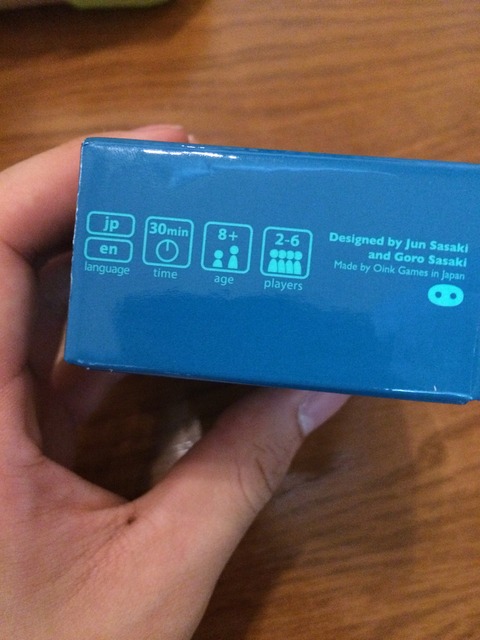 jp
en
language
30min
time
8+
age
2-6
players
Designed by Jun Sasaki
and Goro Sasaki
Made by Oink Games in Japan